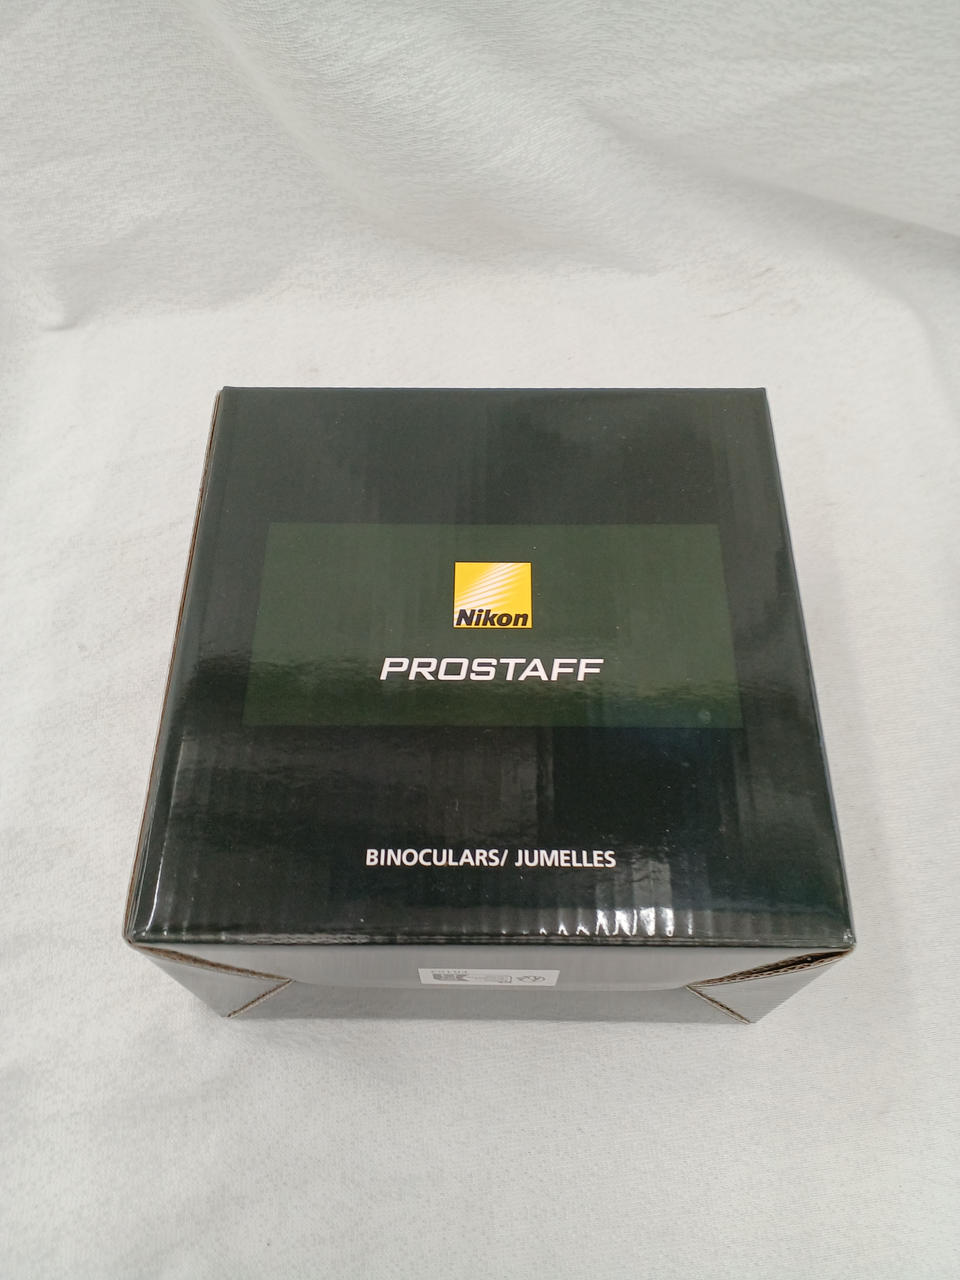 Nikon
PROSTAFF
BINOCULARS/ JUMELLES